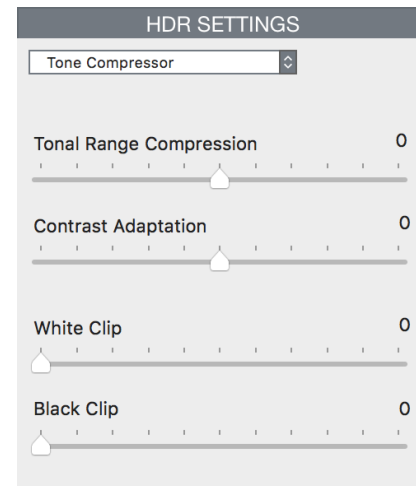 HDR SETTINGS
Tone Compressor
Tonal Range Compression 0
Contrast Adaptation 0
White Clip 0
Black Clip 0